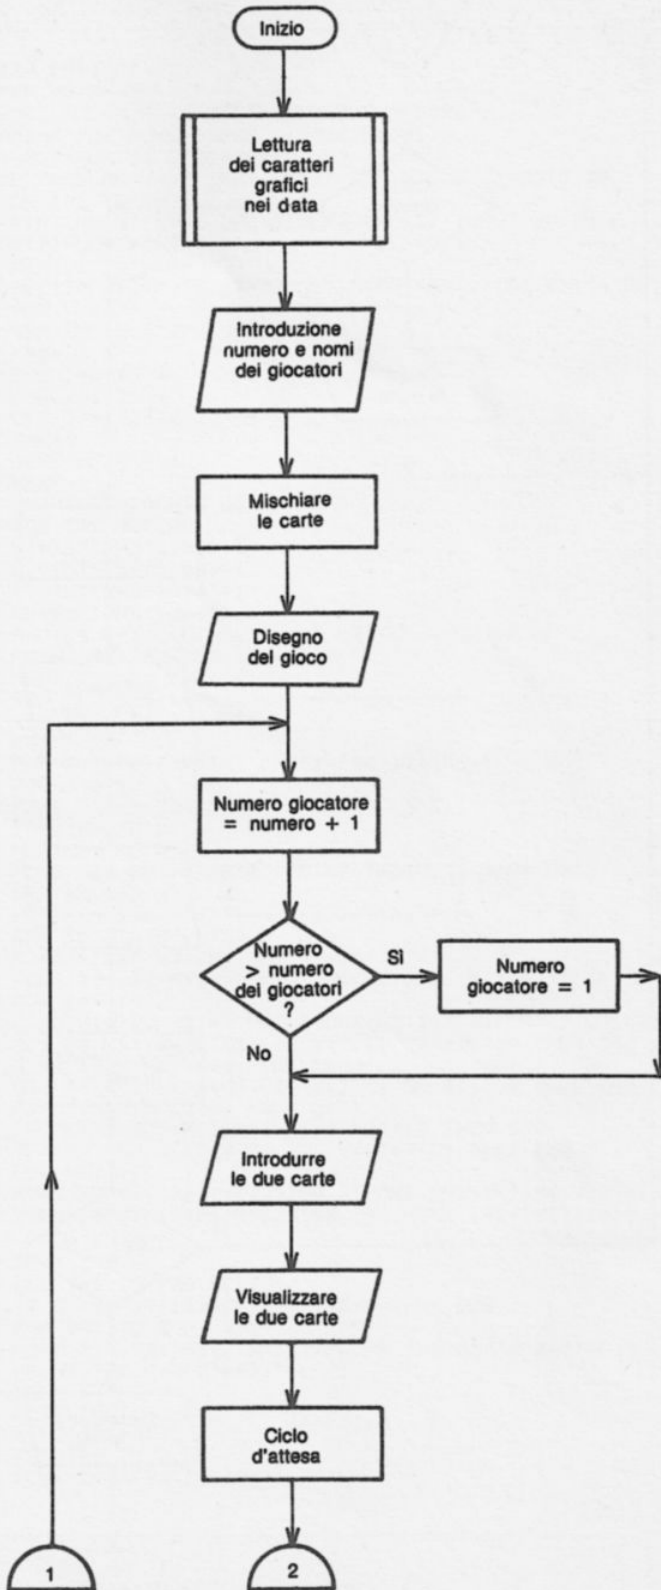 Inizio
Lettura
dei caratteri
grafici
nei data
Introduzione
numero e nomi
dei giocatori
Mischiare
le carte
Disegno
del gioco
Numero giocatore
= numero + 1
Numero
> numero
dei giocatori
?
Sì
Numero
giocatore = 1
No
Introdurre
le due carte
Visualizzare
le due carte
Ciclo
d'attesa
1
2